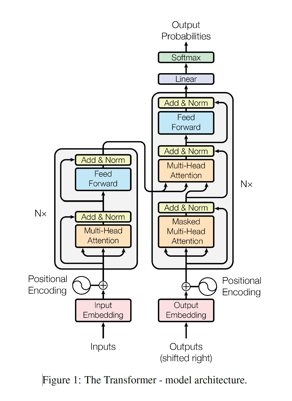 Output
Probabilities
Softmax
Linear
Add & Norm
Feed
Forward
Add & Norm
Multi-Head
Attention
Add & Norm
Masked
Multi-Head
Attention
N×
Positional
Encoding
Output
Embedding
Outputs
(shifted right)
Add & Norm
Feed
Forward
Add & Norm
Multi-Head
Attention
N×
Positional
Encoding
Input
Embedding
Inputs
Figure 1: The Transformer - model architecture.